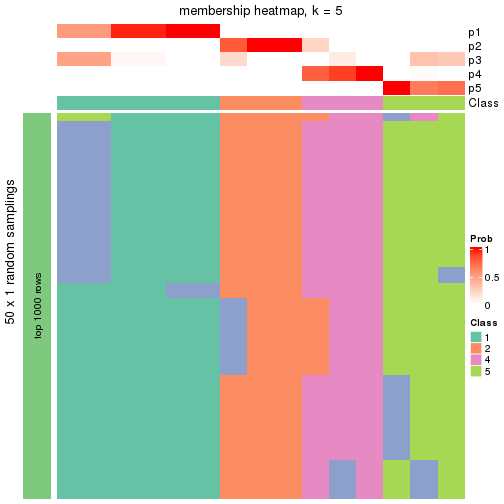 membership heatmap, k = 5
p1
p2
p3
p4
p5
Class
50 x 1 random samplings
top 1000 rows
Prob
1
0.5
0
Class
1
2
4
5